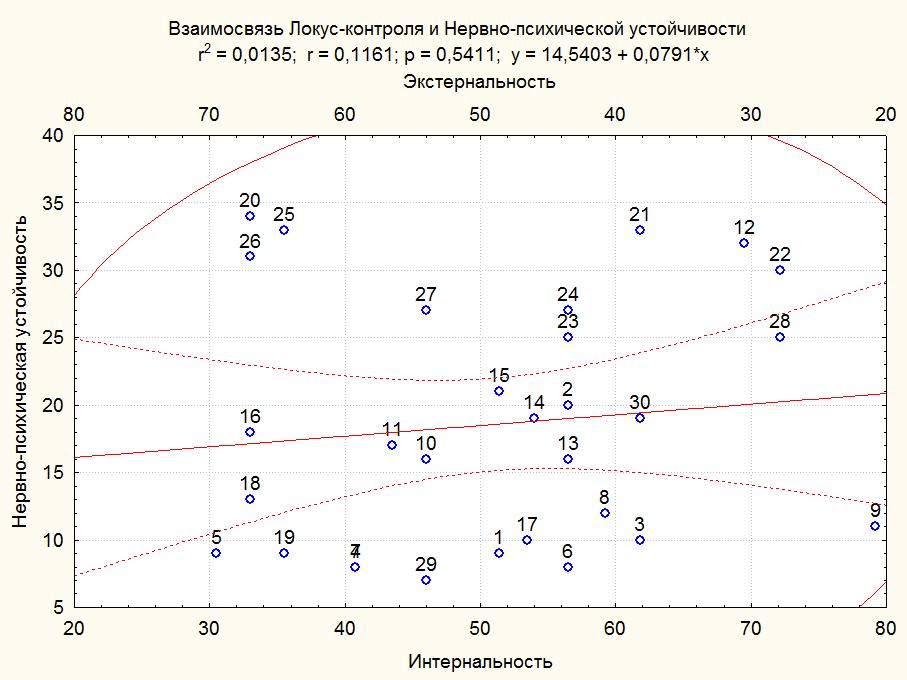 Взаимосвязь Локус-контроля и Нервно-психической устойчивости
r2 = 0,0135; r = 0,1161; p = 0,5411; y = 14,5403 + 0,0791*x
Экстернальность
80 70 60 50 40 30 20
40
35
30
25
20
15
10
5
Нервно-психическая устойчивость
20 25 21 12
26 22
27 24
23 28
15 2
14 30
16
11 10 13
18
8
9
5 19 1 17 3
7 4 29 6
20 30 40 50 60 70 80
Интернальность